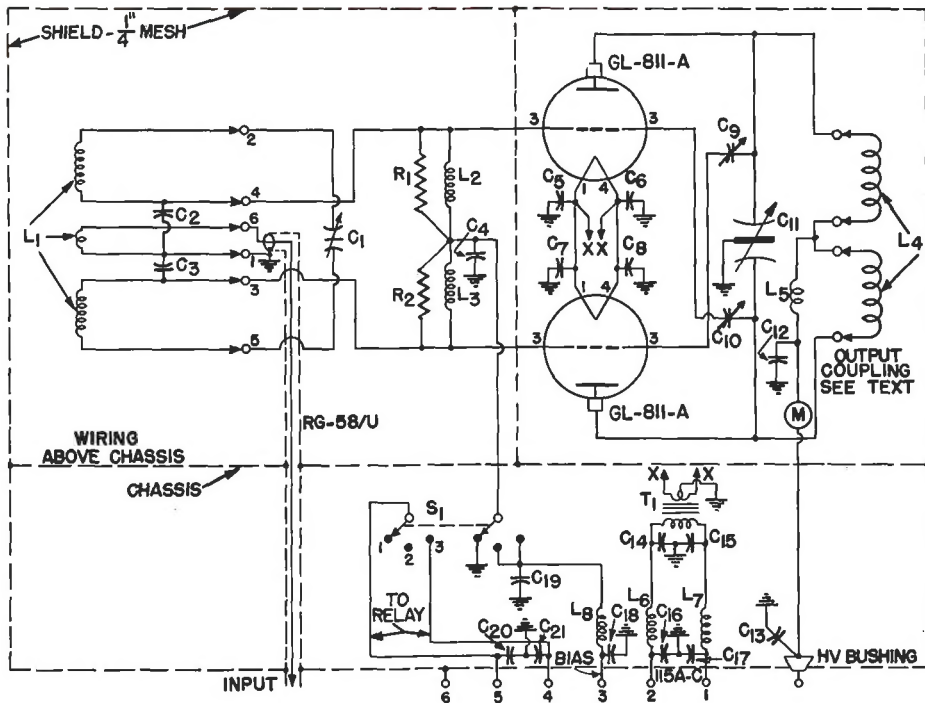 SHIELD - 1/4" MESH
GL-811-A
2
4
6
1
3
5
L1
C2
C3
C1
R1
R2
L2
L3
C4
3
3
1
4
C5
C6
X X
C7
C8
1
4
3
3
GL-811-A
C9
C10
C11
C12
L5
L4
M
OUTPUT
COUPLING
SEE TEXT
RG-58/U
WIRING
ABOVE CHASSIS
CHASSIS
S1
1
2
3
TO
RELAY
C19
C20
C21
BIAS
L8
C18
X
X
T1
C14
C15
L6
L7
C16
C17
115A-C
C13
HV BUSHING
INPUT
6
5
4
3
2
1